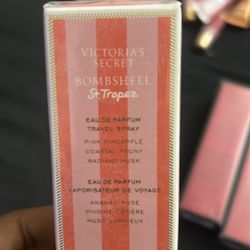 VICTORIA'S
SECRET
BOMBSHELL
St. Tropez
EAU DE PARFUM
TRAVEL SPRAY
PINK PINEAPPLE
COASTAL PEONY
RADIANT MUSK
EAU DE PARFUM
VAPORISATEUR DE VOYAGE
ANANAS ROSE
PIVOINE CÔTIÈRE
MUSC LUMINEUX